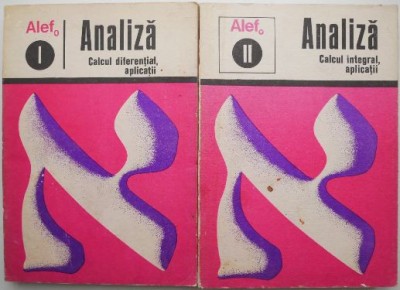 Alef₀
I
Analiză
Calcul diferențial,
aplicații
Alef₀
II
Analiză
Calcul integral,
aplicații
א
א